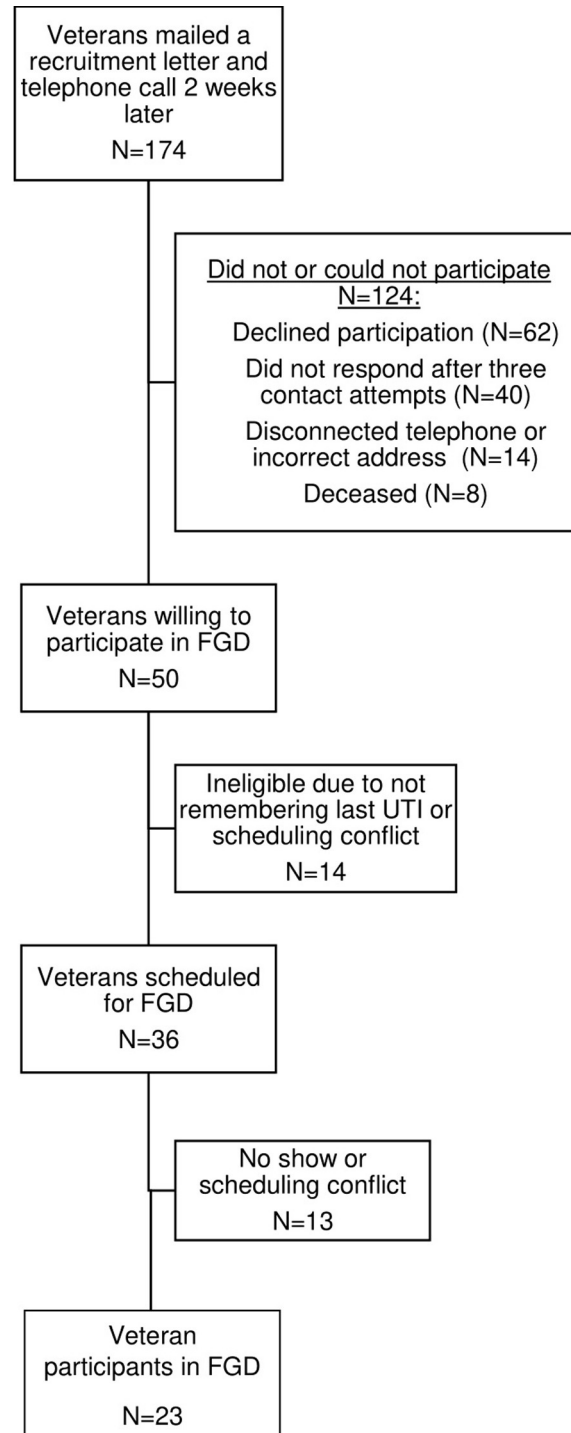 Veterans mailed a
recruitment letter and
telephone call 2 weeks
later
N=174
Did not or could not participate
N=124:
Declined participation (N=62)
Did not respond after three
contact attempts (N=40)
Disconnected telephone or
incorrect address (N=14)
Deceased (N=8)
Veterans willing to
participate in FGD
N=50
Ineligible due to not
remembering last UTI or
scheduling conflict
N=14
Veterans scheduled
for FGD
N=36
No show or
scheduling conflict
N=13
Veteran
participants in FGD
N=23